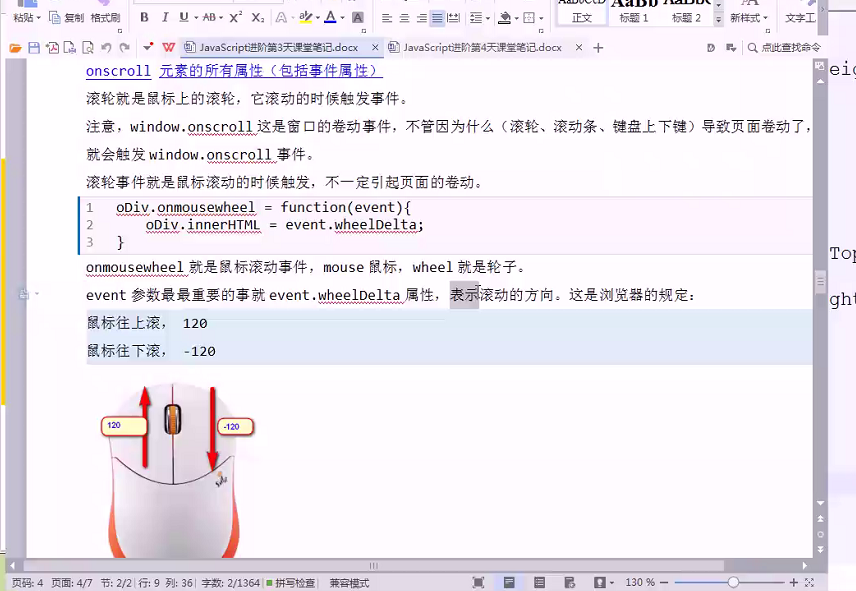 粘贴 复制 格式刷 B I U AB X² X₂ A A A 正文 标题 1 标题 2 新样式 文字工
JavaScript进阶第3天课堂笔记.docx × JavaScript进阶第4天课堂笔记.docx × + 点此查找命令
onscroll 元素的所有属性（包括事件属性）
滚轮就是鼠标上的滚轮，它滚动的时候触发事件。
注意，window.onscroll 这是窗口的卷动事件，不管因为什么（滚轮、滚动条、键盘上下键）导致页面卷动了，
就会触发 window.onscroll 事件。
滚轮事件就是鼠标滚动的时候触发，不一定引起页面的卷动。
1 oDiv.onmousewheel = function(event){
2 oDiv.innerHTML = event.wheelDelta;
3 }
onmousewheel 就是鼠标滚动事件，mouse 鼠标，wheel 就是轮子。
event 参数最最重要的事就 event.wheelDelta 属性，表示滚动的方向。这是浏览器的规定：
鼠标往上滚， 120
鼠标往下滚， -120
120
-120
Top
ght
页码: 4 页面: 4/7 节: 2/2 行: 9 列: 36 字数: 2/1364 拼写检查 兼容模式 130 %